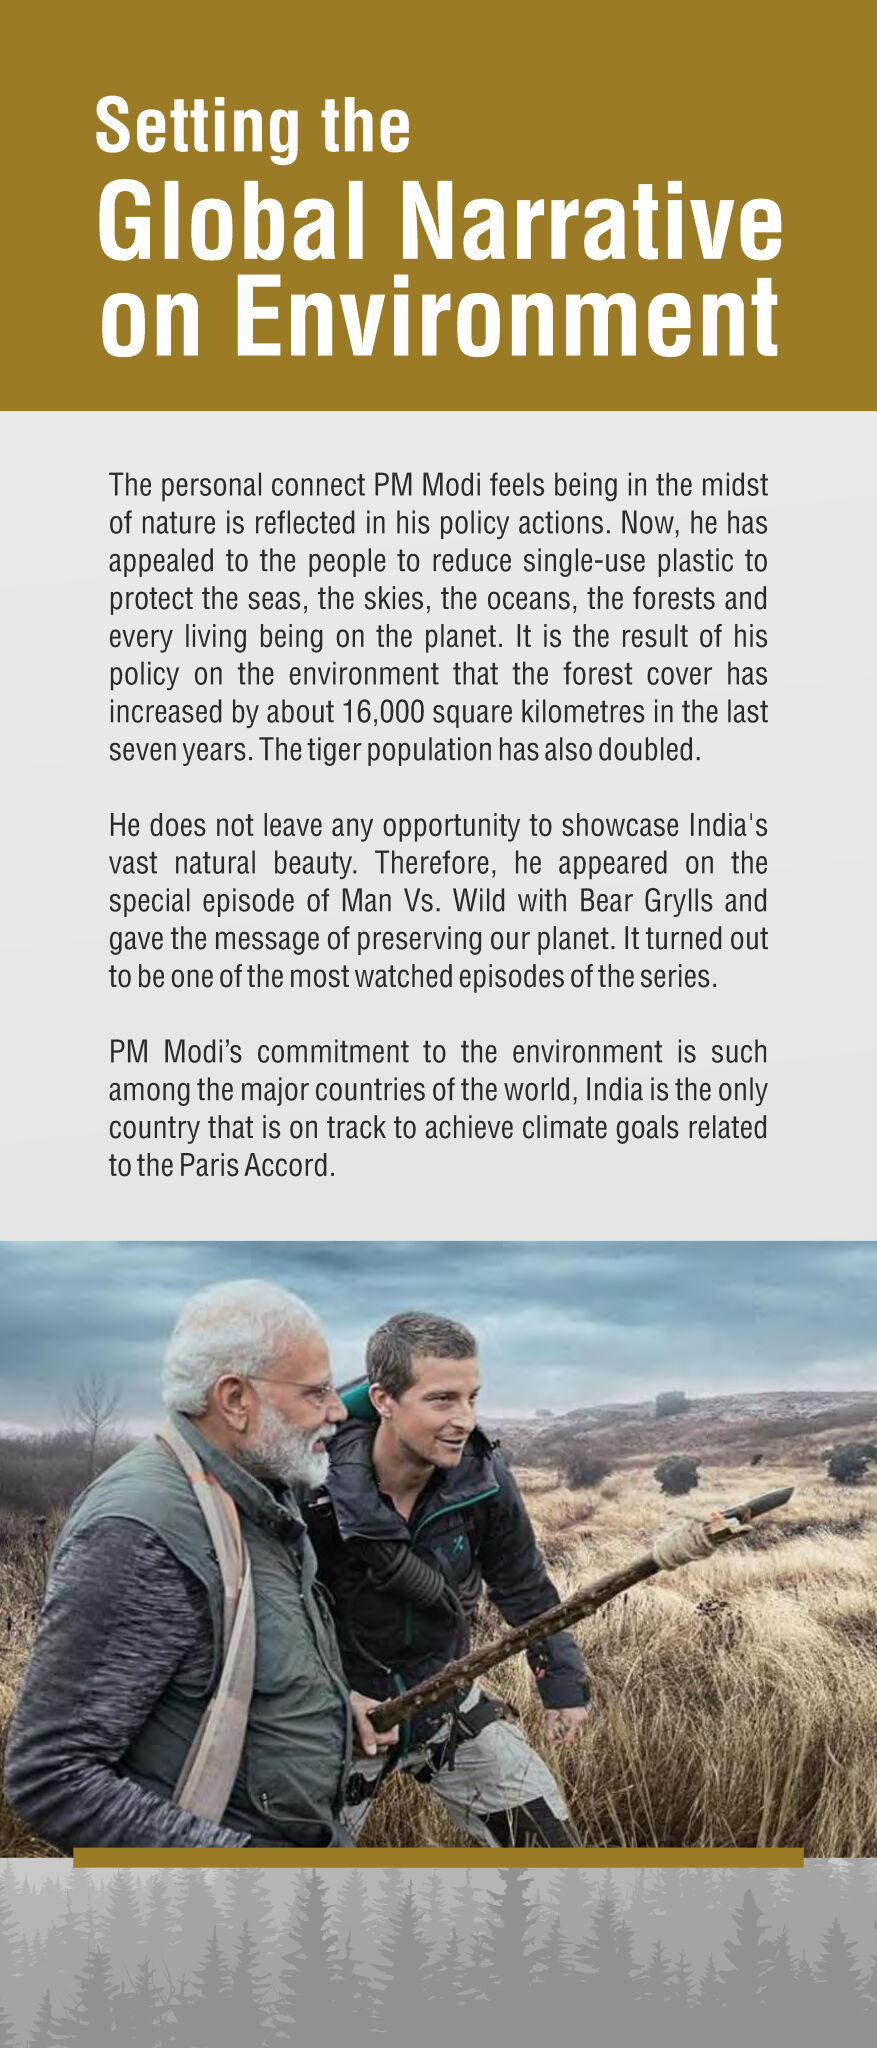 Setting the
Global Narrative
on Environment
The personal connect PM Modi feels being in the midst
of nature is reflected in his policy actions. Now, he has
appealed to the people to reduce single-use plastic to
protect the seas, the skies, the oceans, the forests and
every living being on the planet. It is the result of his
policy on the environment that the forest cover has
increased by about 16,000 square kilometres in the last
seven years. The tiger population has also doubled.
He does not leave any opportunity to showcase India's
vast natural beauty. Therefore, he appeared on the
special episode of Man Vs. Wild with Bear Grylls and
gave the message of preserving our planet. It turned out
to be one of the most watched episodes of the series.
PM Modi’s commitment to the environment is such
among the major countries of the world, India is the only
country that is on track to achieve climate goals related
to the Paris Accord.